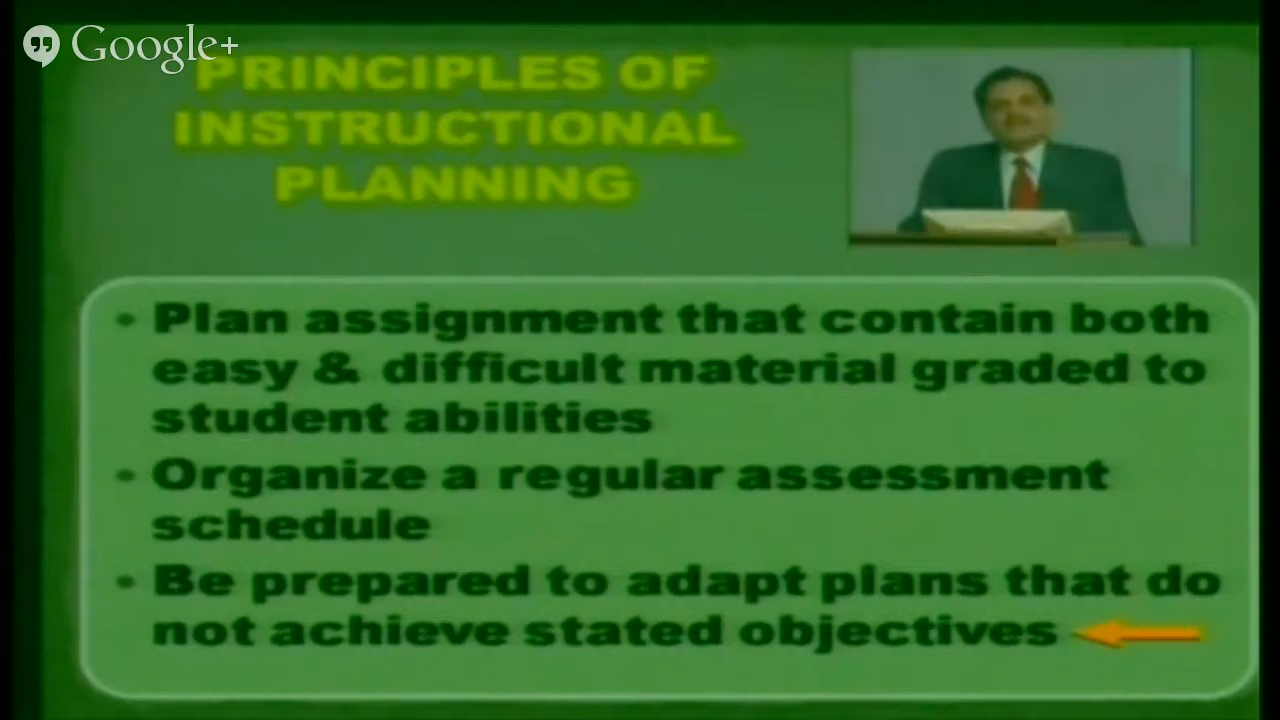 Google+
PRINCIPLES OF
INSTRUCTIONAL
PLANNING
• Plan assignment that contain both
easy & difficult material graded to
student abilities
• Organize a regular assessment
schedule
• Be prepared to adapt plans that do
not achieve stated objectives